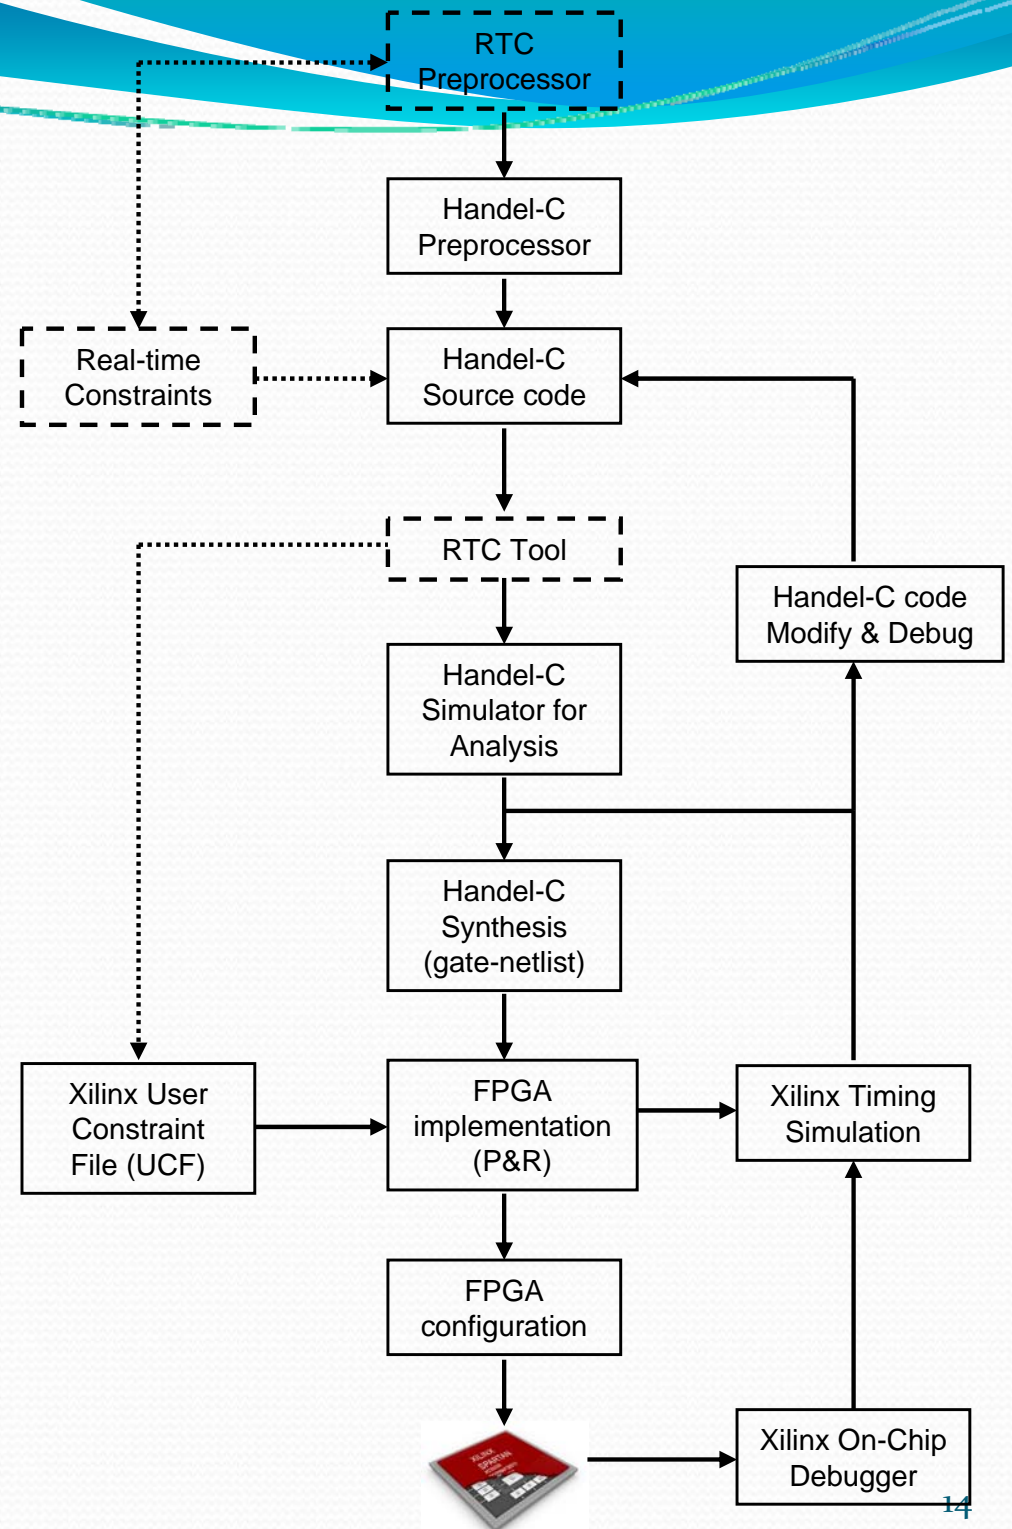 RTC
Preprocessor
Handel-C
Preprocessor
Real-time
Constraints
Handel-C
Source code
RTC Tool
Handel-C code
Modify & Debug
Handel-C
Simulator for
Analysis
Handel-C
Synthesis
(gate-netlist)
Xilinx User
Constraint
File (UCF)
FPGA
implementation
(P&R)
Xilinx Timing
Simulation
FPGA
configuration
XILINX
SPARTAN
Xilinx On-Chip
Debugger
14